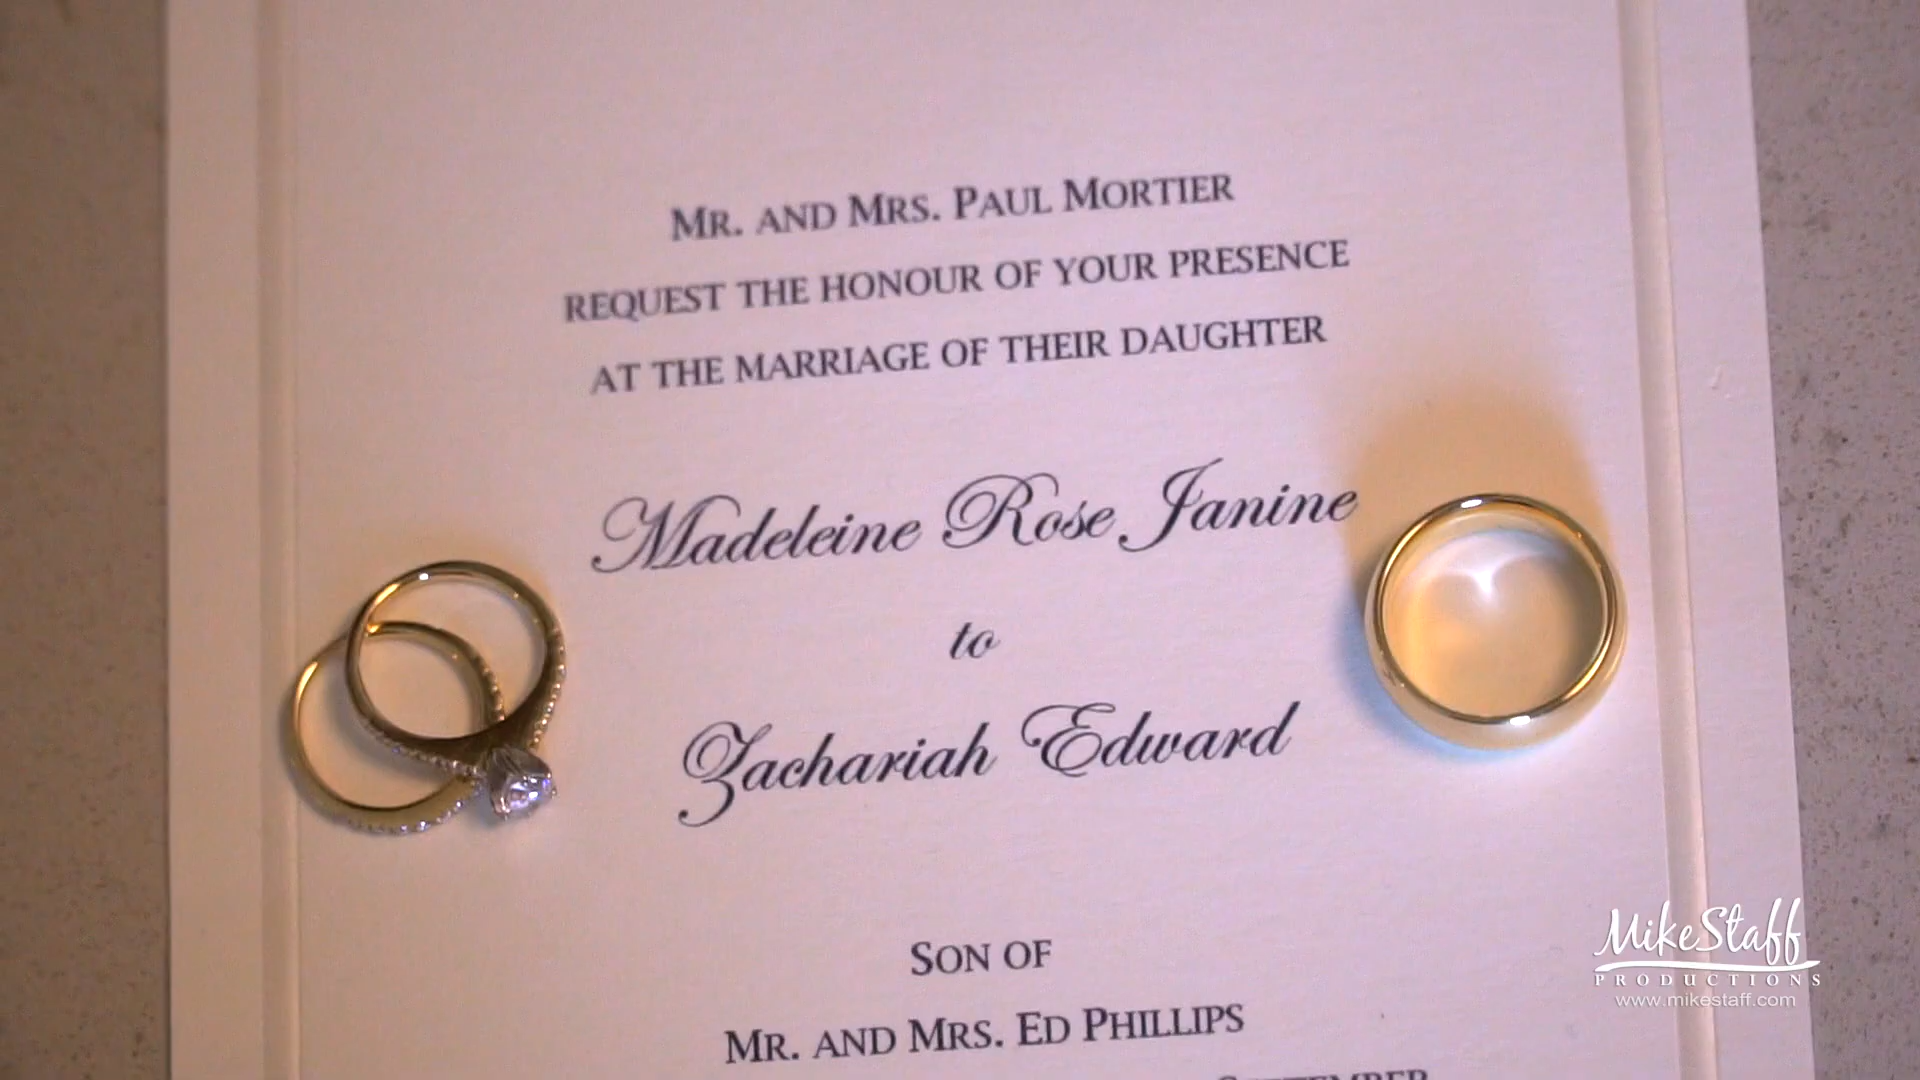 Mr. and Mrs. Paul Mortier
request the honour of your presence
at the marriage of their daughter
Madeleine Rose Janine
to
Zachariah Edward
Son of
Mr. and Mrs. Ed Phillips
September
MikeStaff
PRODUCTIONS
www.mikestaff.com